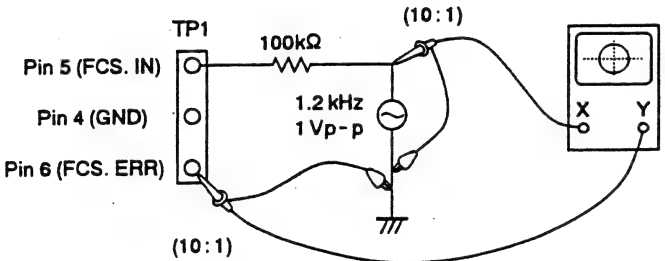 (10:1)
TP1
100kΩ
Pin 5 (FCS. IN)
1.2 kHz
1 Vp-p
X Y
Pin 4 (GND)
Pin 6 (FCS. ERR)
(10:1)